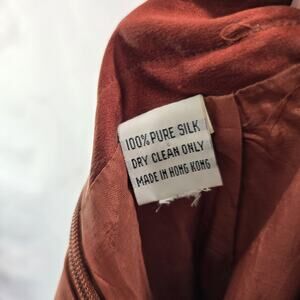 100% PURE SILK
DRY CLEAN ONLY
MADE IN HONG KONG